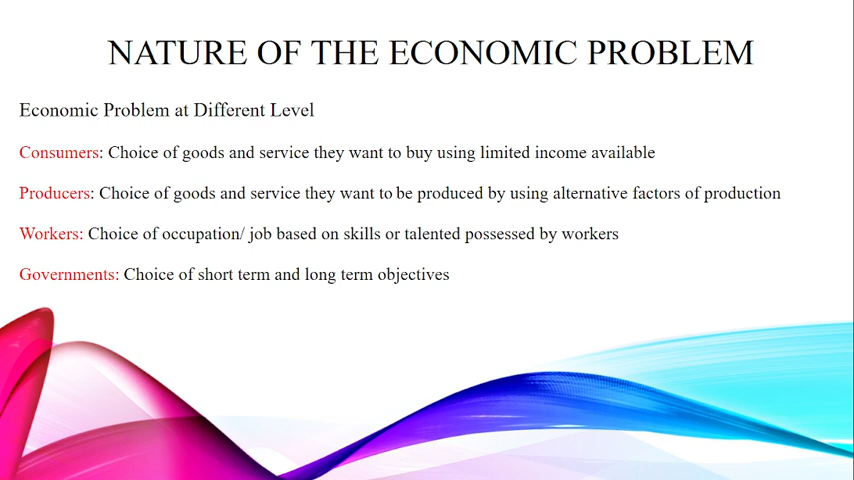 NATURE OF THE ECONOMIC PROBLEM
Economic Problem at Different Level
Consumers: Choice of goods and service they want to buy using limited income available
Producers: Choice of goods and service they want to be produced by using alternative factors of production
Workers: Choice of occupation/ job based on skills or talented possessed by workers
Governments: Choice of short term and long term objectives